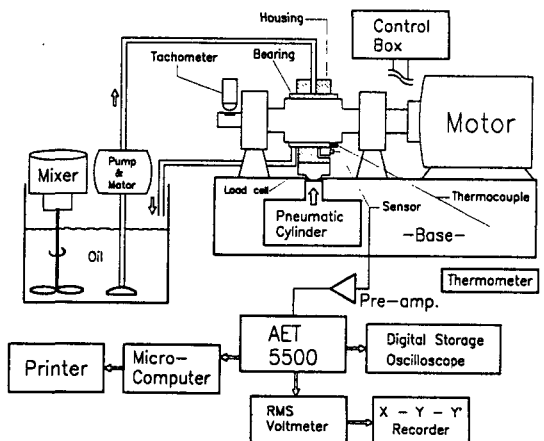 Housing
Control
Box
Bearing
Tachometer
Motor
Pump
&
Motor
Mixer
Load cell
Thermocouple
Sensor
Pneumatic
Cylinder
-Base-
Oil
Thermometer
Pre-amp.
AET
5500
Digital Storage
Oscilloscope
Micro-
Computer
Printer
RMS
Voltmeter
X - Y - Y'
Recorder